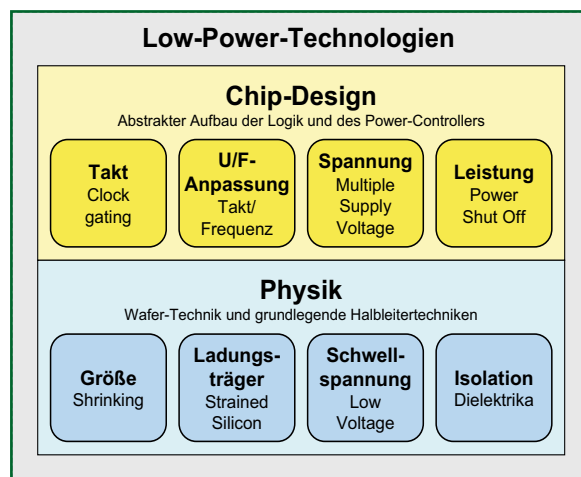 Low-Power-Technologien
Chip-Design
Abstrakter Aufbau der Logik und des Power-Controllers
Takt
Clock
gating
U/F-
Anpassung
Takt/
Frequenz
Spannung
Multiple
Supply
Voltage
Leistung
Power
Shut Off
Physik
Wafer-Technik und grundlegende Halbleitertechniken
Größe
Shrinking
Ladungs-
träger
Strained
Silicon
Schwell-
spannung
Low
Voltage
Isolation
Dielektrika